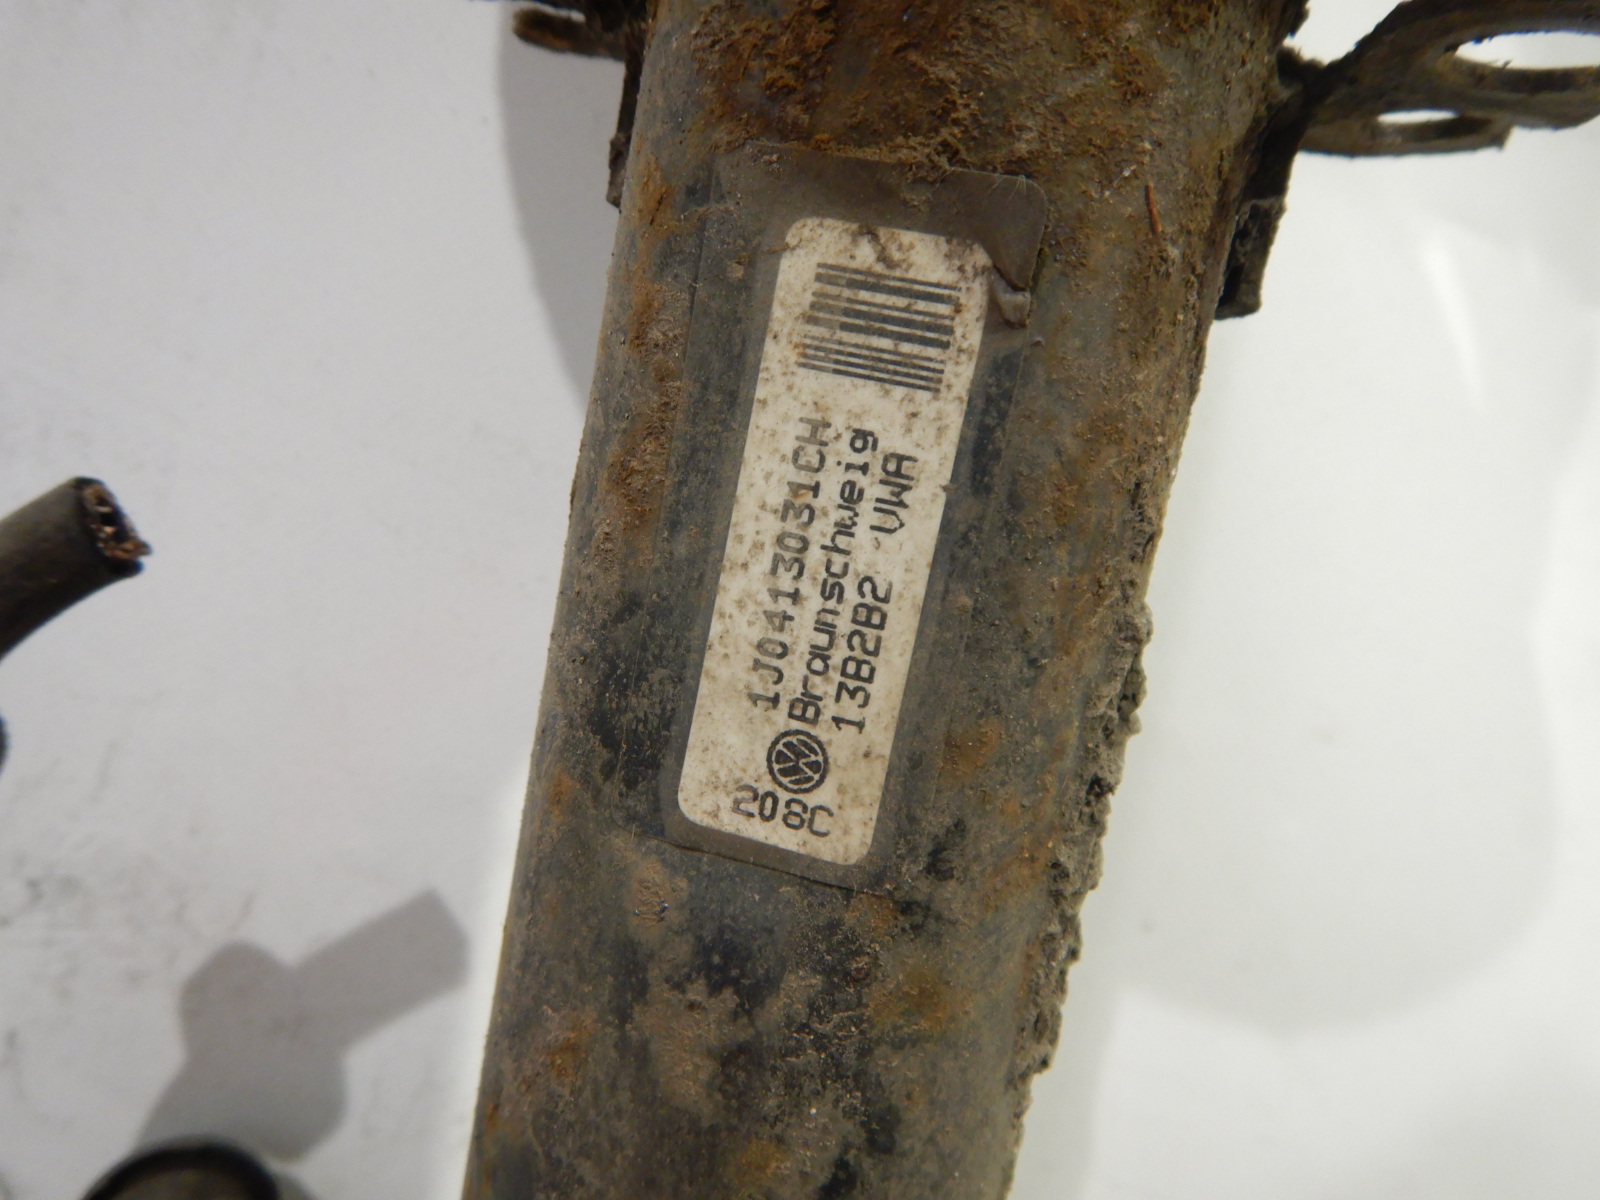 1J0413031CH
Braunschweig
13B2B2 VWA
208C